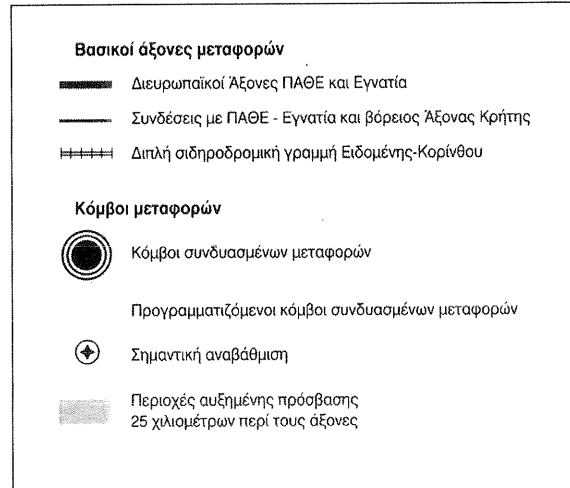 Βασικοί άξονες μεταφορών
Διευρωπαϊκοί Άξονες ΠΑΘΕ και Εγνατία
Συνδέσεις με ΠΑΘΕ - Εγνατία και βόρειος Άξονας Κρήτης
Διπλή σιδηροδρομική γραμμή Ειδομένης-Κορίνθου
Κόμβοι μεταφορών
Κόμβοι συνδυασμένων μεταφορών
Προγραμματιζόμενοι κόμβοι συνδυασμένων μεταφορών
Σημαντική αναβάθμιση
Περιοχές αυξημένης πρόσβασης
25 χιλιομέτρων περί τους άξονες